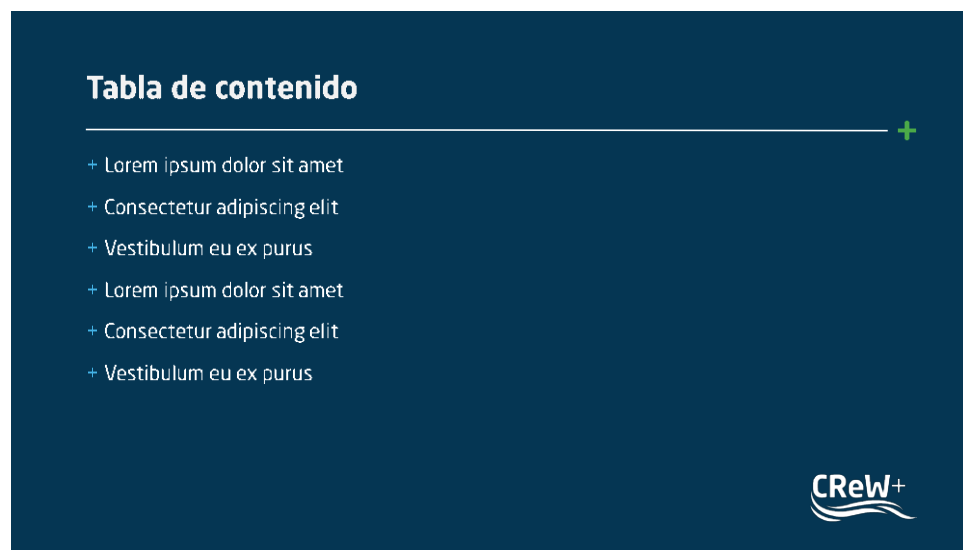 Tabla de contenido
+ Lorem ipsum dolor sit amet
+ Consectetur adipiscing elit
+ Vestibulum eu ex purus
+ Lorem ipsum dolor sit amet
+ Consectetur adipiscing elit
+ Vestibulum eu ex purus
CReW+